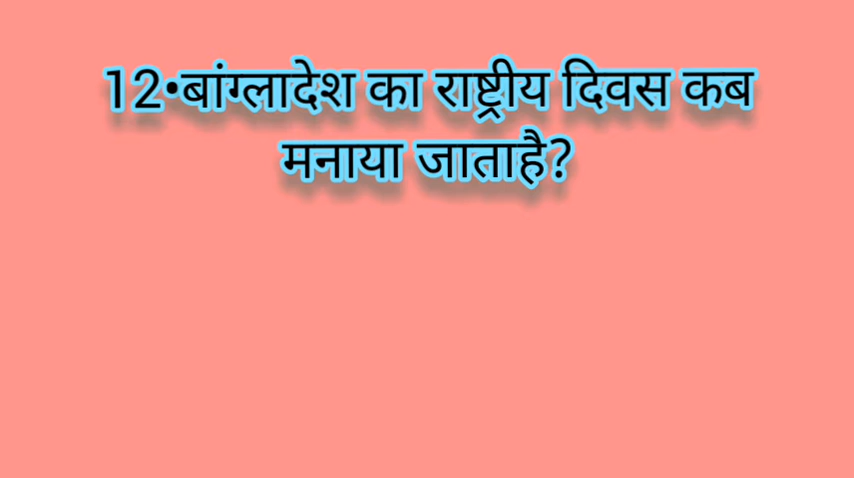 12•बांग्लादेश का राष्ट्रीय दिवस कब
मनाया जाताहै?